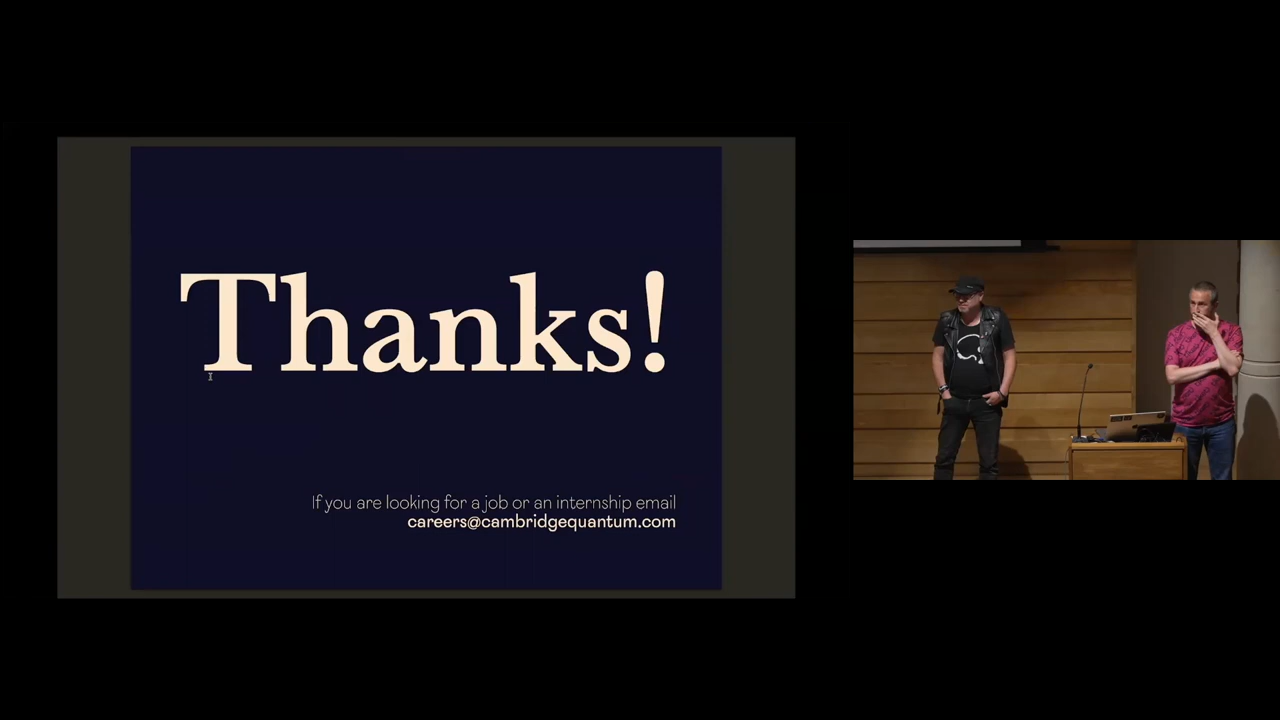 Thanks!
If you are looking for a job or an internship email
careers@cambridgequantum.com